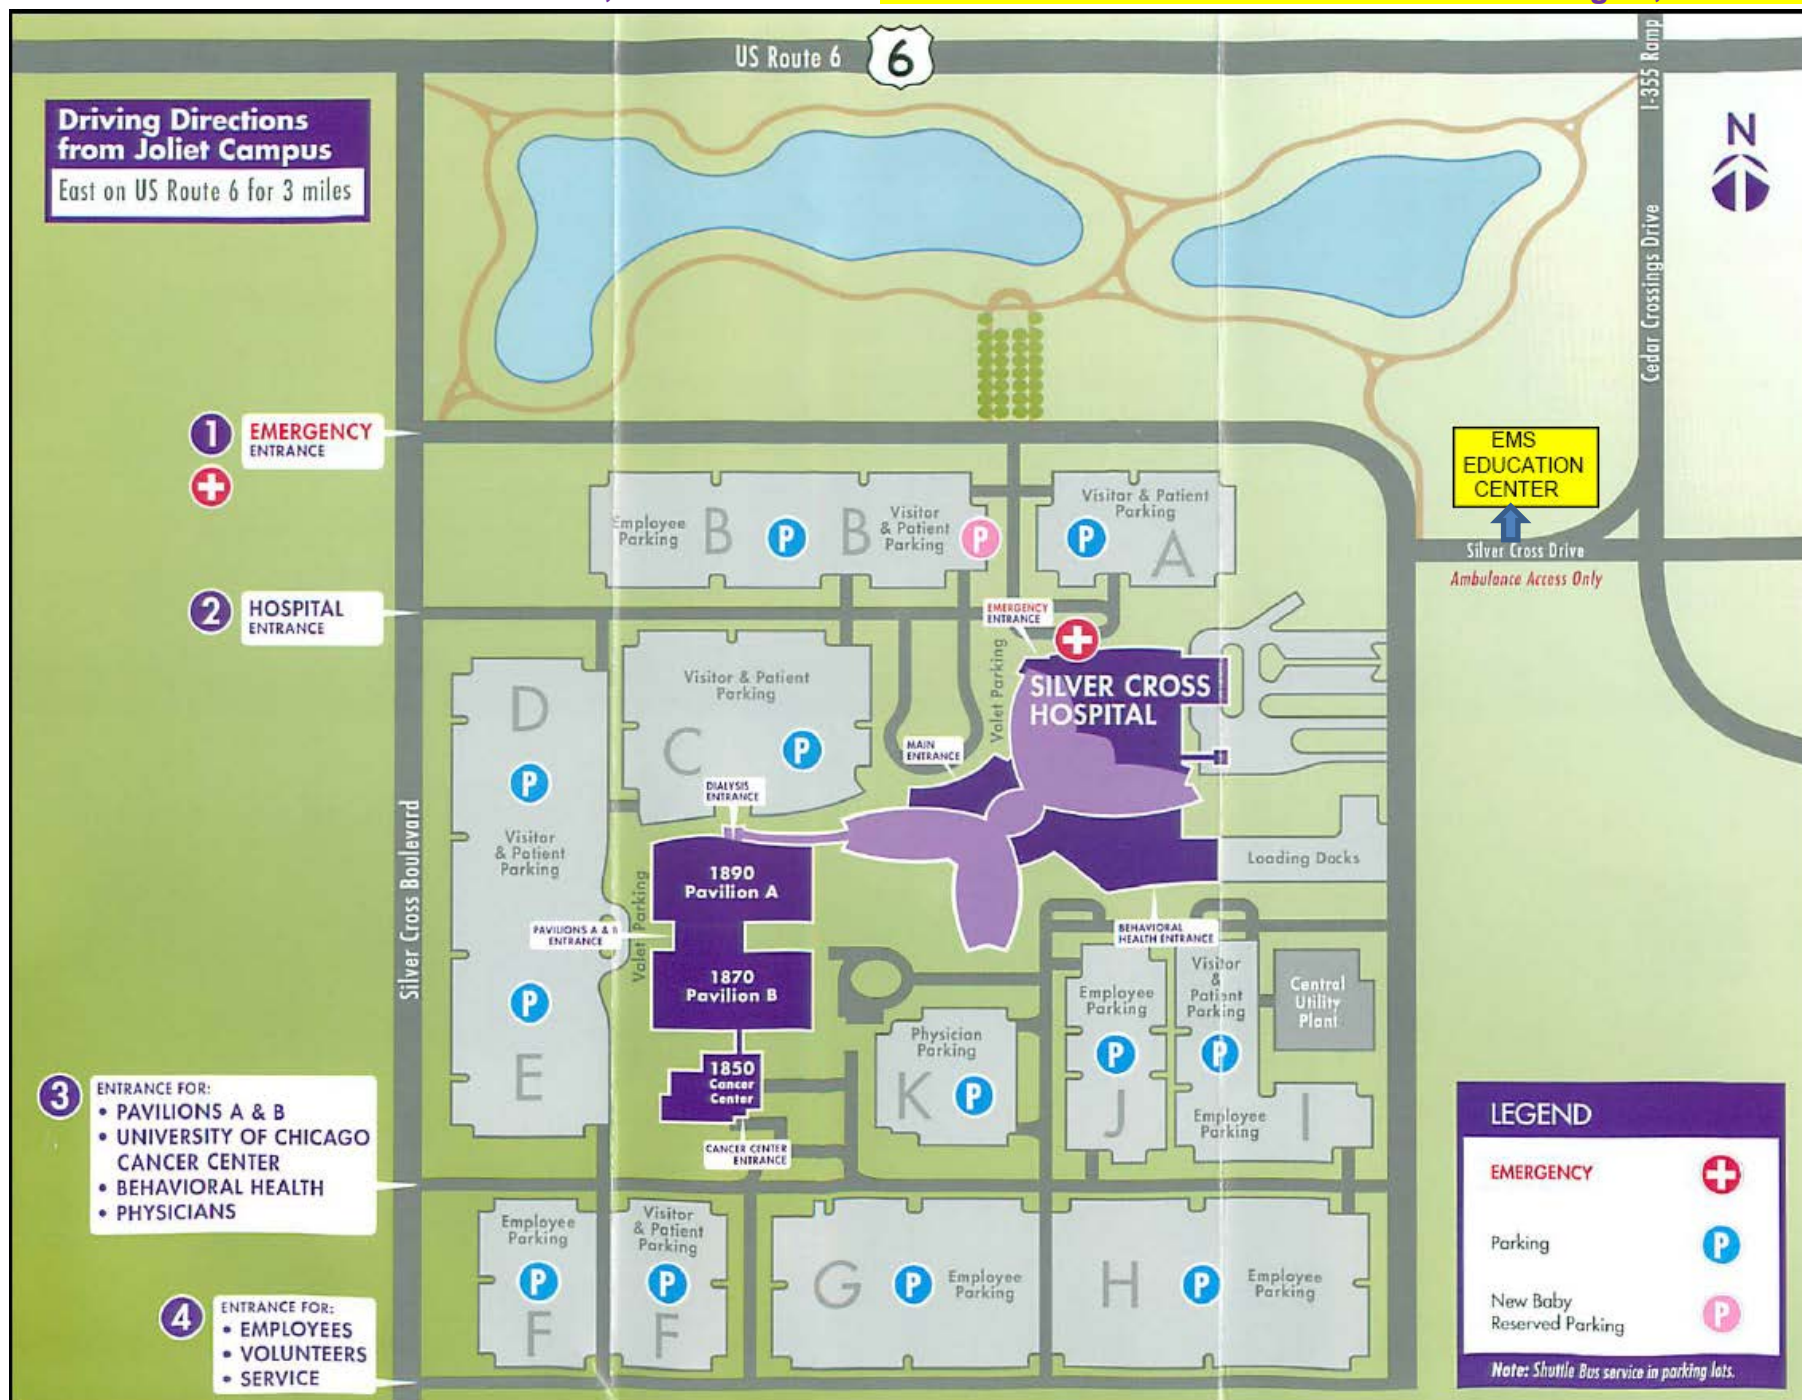 US Route 6
6
I-355 Ramp
Driving Directions
from Joliet Campus
East on US Route 6 for 3 miles
N
Cedar Crossings Drive
1
EMERGENCY
ENTRANCE
EMS
EDUCATION
CENTER
Silver Cross Drive
Ambulance Access Only
Employee
Parking
B
P
B
Visitor
& Patient
Parking
P
Visitor & Patient
Parking
P
A
2
HOSPITAL
ENTRANCE
EMERGENCY
ENTRANCE
Valet Parking
SILVER CROSS
HOSPITAL
D
P
Visitor
& Patient
Parking
P
E
Visitor & Patient
Parking
C
P
MAIN
ENTRANCE
DIALYSIS
ENTRANCE
Silver Cross Boulevard
1890
Pavilion A
Valet Parking
PAVILIONS A & B
ENTRANCE
1870
Pavilion B
1850
Cancer
Center
CANCER CENTER
ENTRANCE
Loading Docks
BEHAVIORAL
HEALTH ENTRANCE
Physician
Parking
K
P
Employee
Parking
P
J
Visitor
&
Patient
Parking
P
Employee
Parking
I
Central
Utility
Plant
3
ENTRANCE FOR:
• PAVILIONS A & B
• UNIVERSITY OF CHICAGO
CANCER CENTER
• BEHAVIORAL HEALTH
• PHYSICIANS
Employee
Parking
P
F
Visitor
& Patient
Parking
P
F
G
P
Employee
Parking
H
P
Employee
Parking
4
ENTRANCE FOR:
• EMPLOYEES
• VOLUNTEERS
• SERVICE
LEGEND
EMERGENCY
Parking
P
New Baby
Reserved Parking
P
Note: Shuttle Bus service in parking lots.